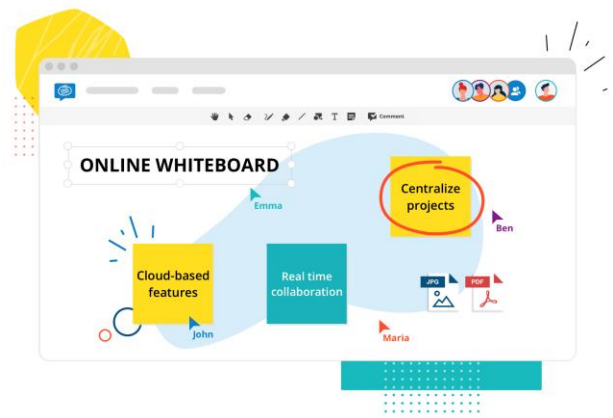 Comment
ONLINE WHITEBOARD
Emma
Centralize
projects
Ben
Cloud-based
features
John
Real time
collaboration
JPG
PDF
Maria